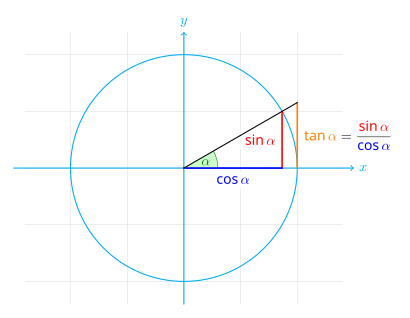 y
sin α
α
tan α = sin α / cos α
x
cos α